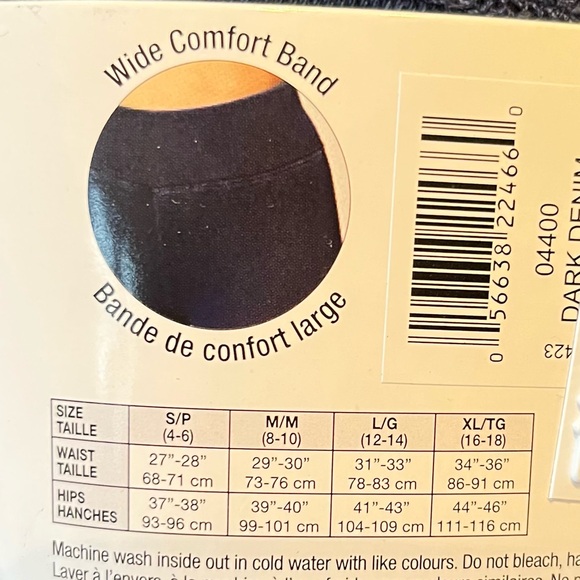 Wide Comfort Band
Bande de confort large
0 56638 22466 0
04400
DARK DENIM
423
SIZE
TAILLE
S/P
(4-6)
M/M
(8-10)
L/G
(12-14)
XL/TG
(16-18)
WAIST
TAILLE
27"-28"
68-71 cm
29"-30"
73-76 cm
31"-33"
78-83 cm
34"-36"
86-91 cm
HIPS
HANCHES
37"-38"
93-96 cm
39"-40"
99-101 cm
41"-43"
104-109 cm
44"-46"
111-116 cm
Machine wash inside out in cold water with like colours. Do not bleach, ha
Laver à l'envers, à la